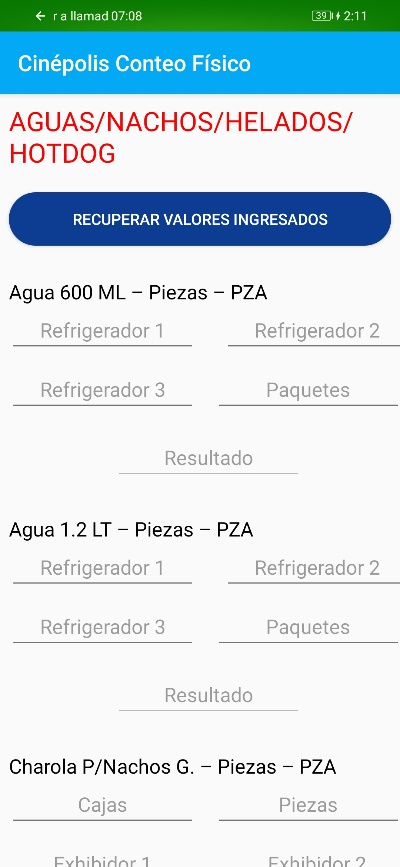 ← r a llamad 07:08 39 2:11
Cinépolis Conteo Físico
AGUAS/NACHOS/HELADOS/
HOTDOG
RECUPERAR VALORES INGRESADOS
Agua 600 ML – Piezas – PZA
Refrigerador 1 Refrigerador 2
Refrigerador 3 Paquetes
Resultado
Agua 1.2 LT – Piezas – PZA
Refrigerador 1 Refrigerador 2
Refrigerador 3 Paquetes
Resultado
Charola P/Nachos G. – Piezas – PZA
Cajas Piezas
Exhibidor 1 Exhibidor 2